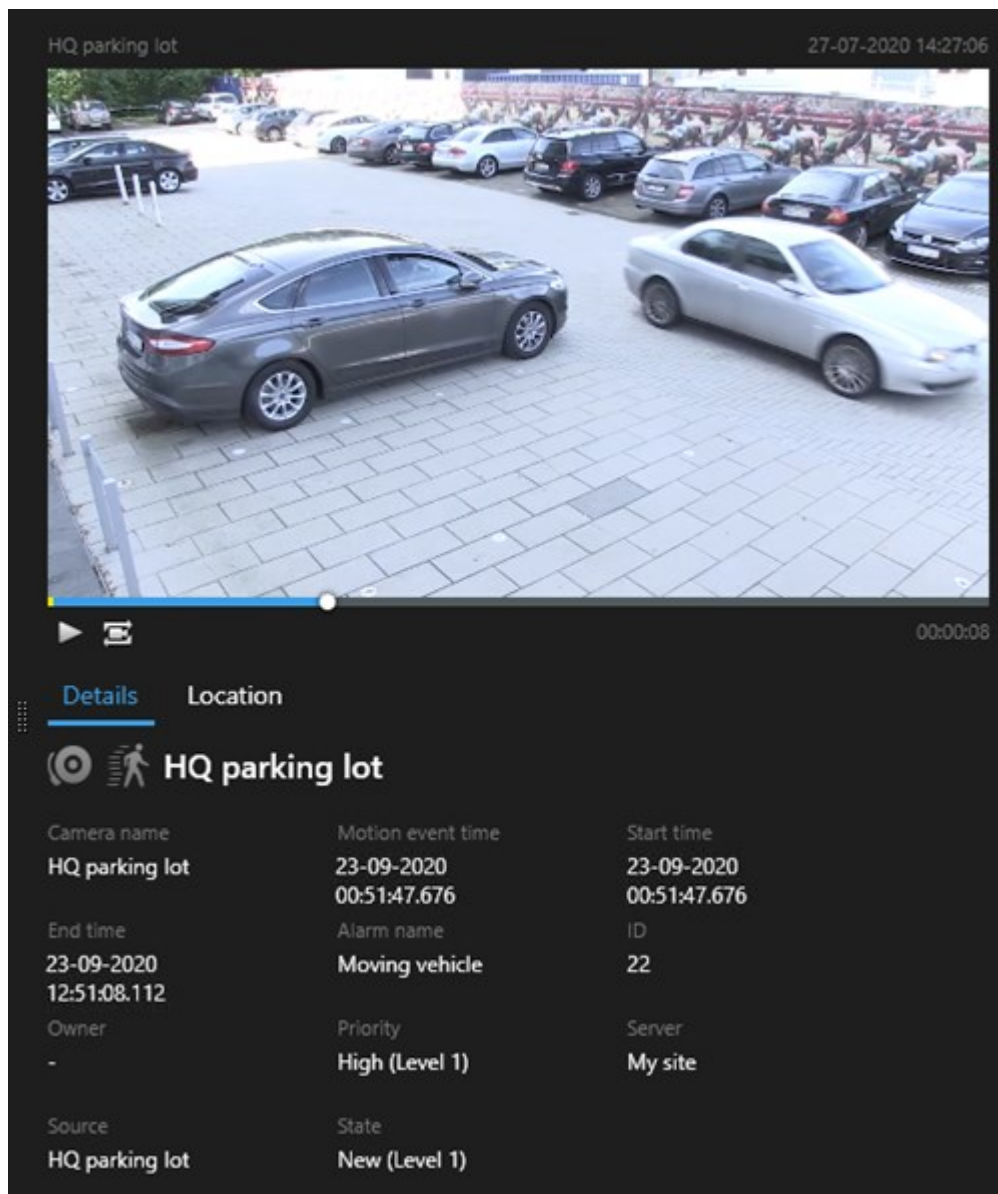 HQ parking lot 27-07-2020 14:27:06
00:00:08
Details Location
HQ parking lot
Camera name Motion event time Start time
HQ parking lot 23-09-2020 23-09-2020
00:51:47.676 00:51:47.676
End time Alarm name ID
23-09-2020 Moving vehicle 22
12:51:08.112
Owner Priority Server
- High (Level 1) My site
Source State
HQ parking lot New (Level 1)